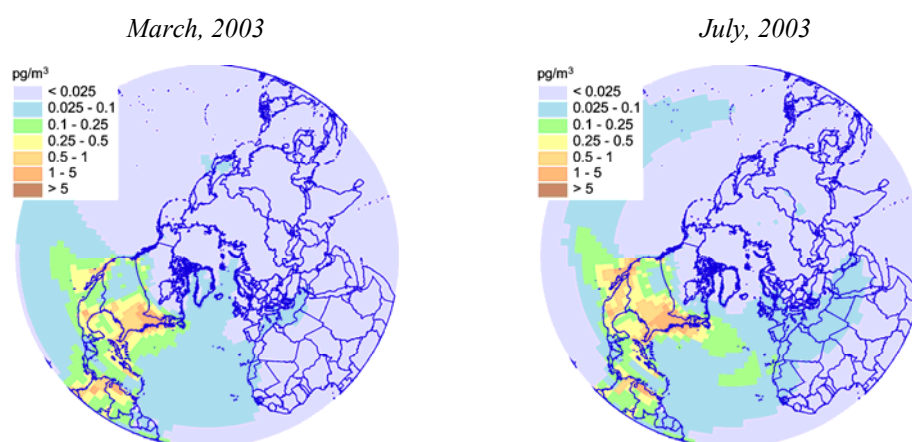 March, 2003
July, 2003
pg/m³
< 0.025
0.025 - 0.1
0.1 - 0.25
0.25 - 0.5
0.5 - 1
1 - 5
> 5
pg/m³
< 0.025
0.025 - 0.1
0.1 - 0.25
0.25 - 0.5
0.5 - 1
1 - 5
> 5